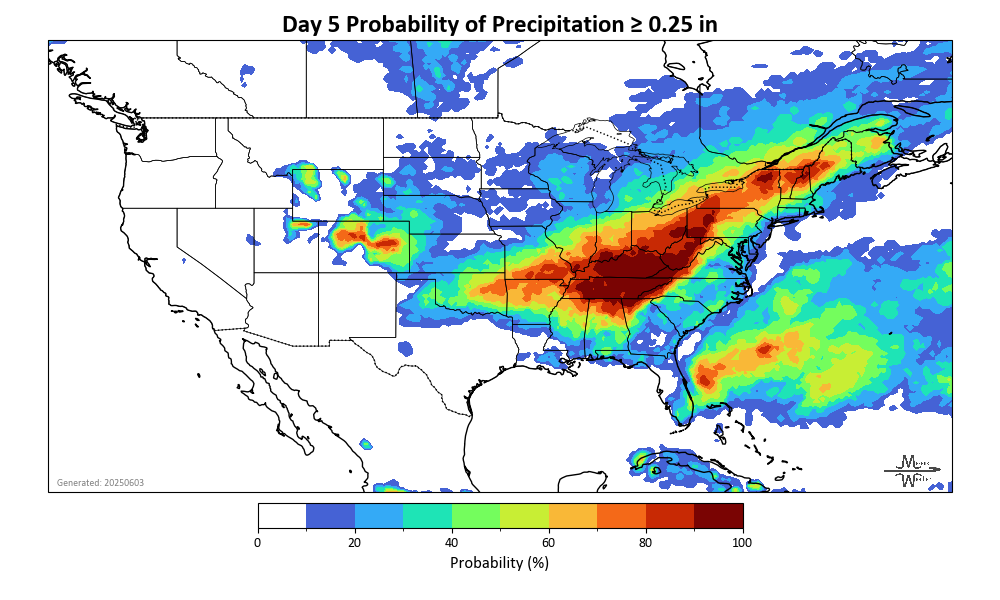 Day 5 Probability of Precipitation ≥ 0.25 in
Generated: 20250603
0 20 40 60 80 100
Probability (%)